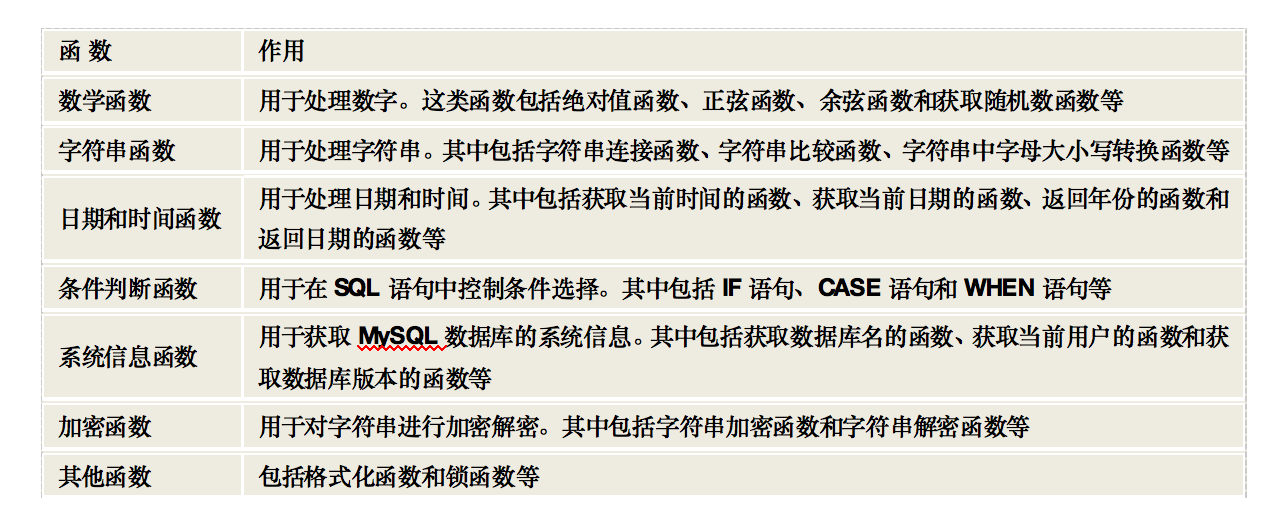 函 数 作用
数学函数 用于处理数字。这类函数包括绝对值函数、正弦函数、余弦函数和获取随机数函数等
字符串函数 用于处理字符串。其中包括字符串连接函数、字符串比较函数、字符串中字母大小写转换函数等
日期和时间函数 用于处理日期和时间。其中包括获取当前时间的函数、获取当前日期的函数、返回年份的函数和
返回日期的函数等
条件判断函数 用于在 SQL 语句中控制条件选择。其中包括 IF 语句、CASE 语句和 WHEN 语句等
系统信息函数 用于获取 MySQL 数据库的系统信息。其中包括获取数据库名的函数、获取当前用户的函数和获
取数据库版本的函数等
加密函数 用于对字符串进行加密解密。其中包括字符串加密函数和字符串解密函数等
其他函数 包括格式化函数和锁函数等